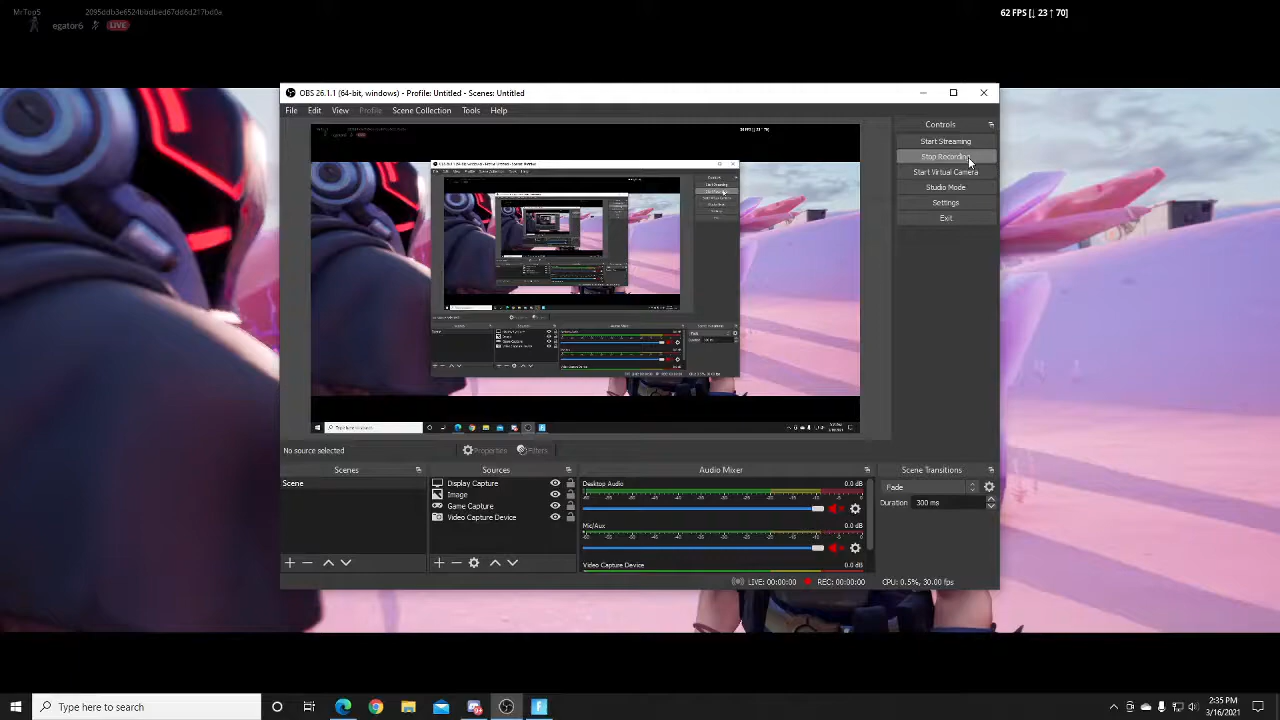 MrTop5
62 FPS [↓ 23 ↑ 70]
egator6 LIVE
OBS 26.1.1 (64-bit, windows) - Profile: Untitled - Scenes: Untitled
File Edit View Profile Scene Collection Tools Help
Controls
Start Streaming
Stop Recording
Start Virtual Camera
Studio Mode
Settings
Exit
No source selected
Properties Filters
Scenes
Scene
Sources
Display Capture
Image
Game Capture
Video Capture Device
Audio Mixer
Desktop Audio 0.0 dB
Mic/Aux 0.0 dB
Video Capture Device 0.0 dB
Scene Transitions
Fade
Duration 300 ms
LIVE: 00:00:00 REC: 00:00:00 CPU: 0.5%, 30.00 fps
Type here to search
2:35 PM
3/16/2021